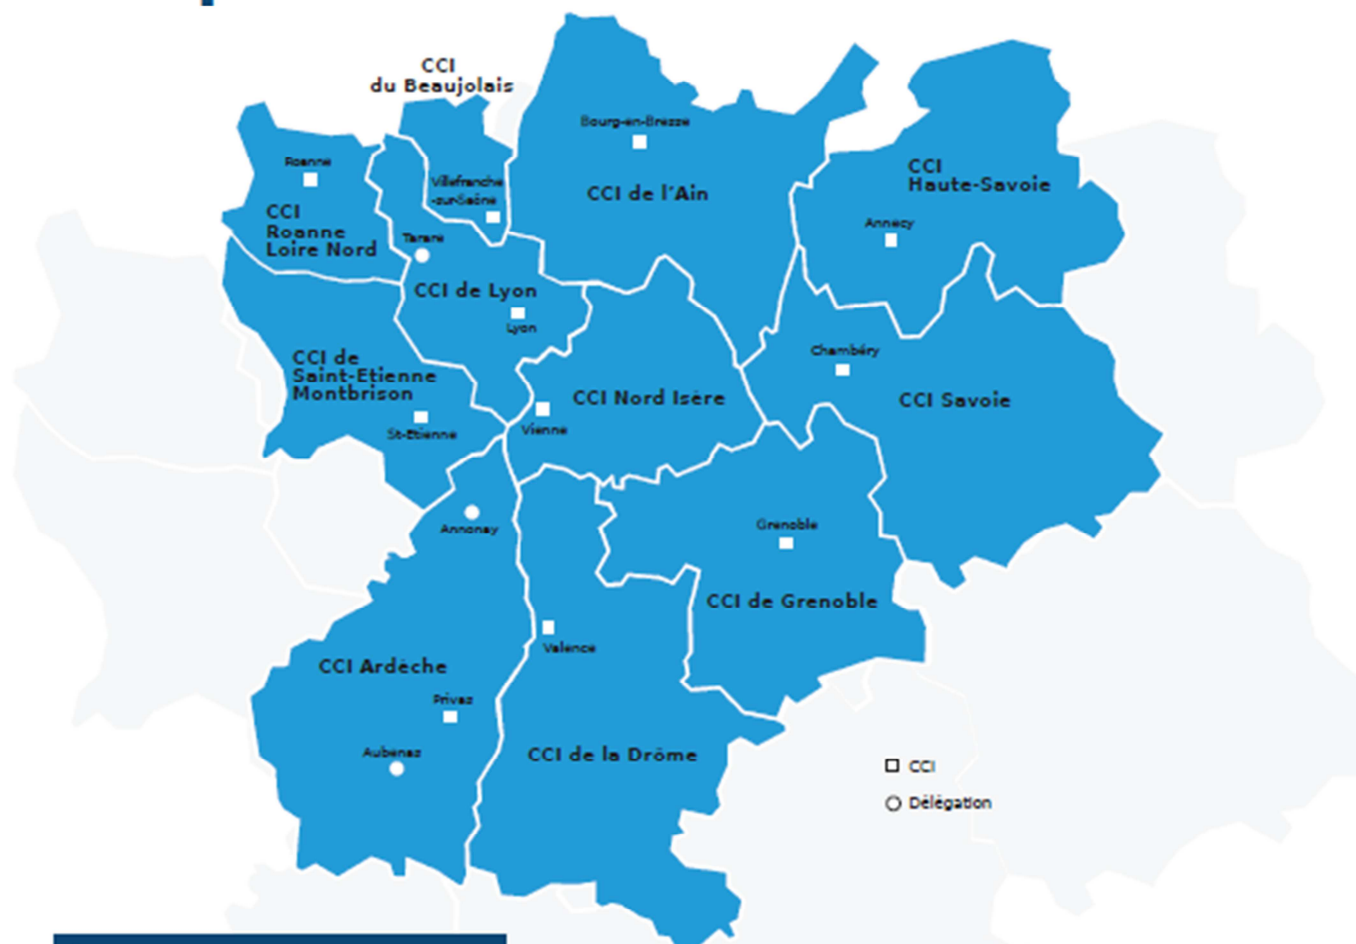 CCI
du Beaujolais
Bourg-en-Bresse
CCI de l'Ain
CCI
Haute-Savoie
Annecy
Roanne
CCI
Roanne
Loire Nord
Villefranche
-sur-Saône
Tarare
CCI de Lyon
Lyon
CCI de
Saint-Etienne
Montbrison
St-Etienne
CCI Nord Isère
Vienne
Chambéry
CCI Savoie
Annonay
Grenoble
CCI de Grenoble
Valence
CCI Ardèche
Privas
Aubenas
CCI de la Drôme
CCI
Délégation